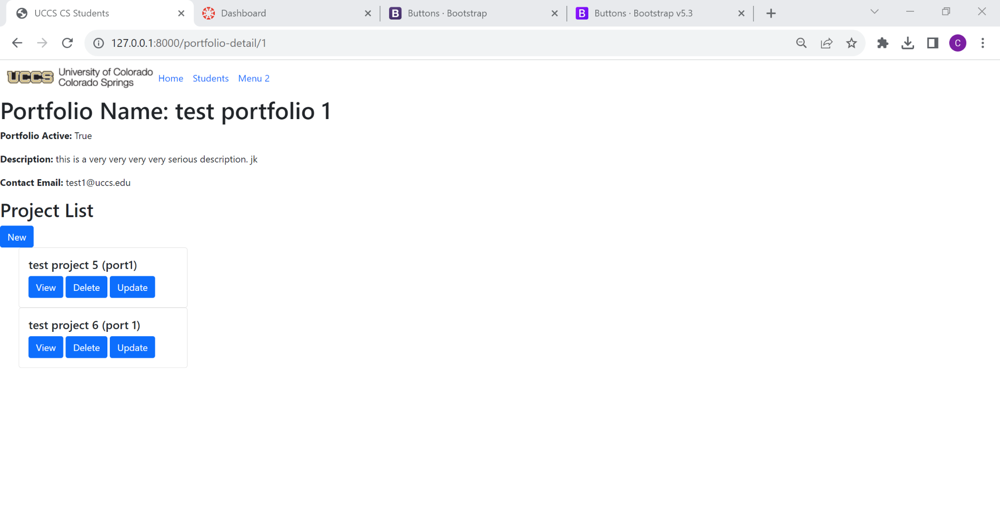 UCCS CS Students
Dashboard
Buttons · Bootstrap
Buttons · Bootstrap v5.3
127.0.0.1:8000/portfolio-detail/1
C
UCCS University of Colorado
Colorado Springs
Home Students Menu 2
Portfolio Name: test portfolio 1
Portfolio Active: True
Description: this is a very very very very serious description. jk
Contact Email: test1@uccs.edu
Project List
New
test project 5 (port1)
View Delete Update
test project 6 (port 1)
View Delete Update